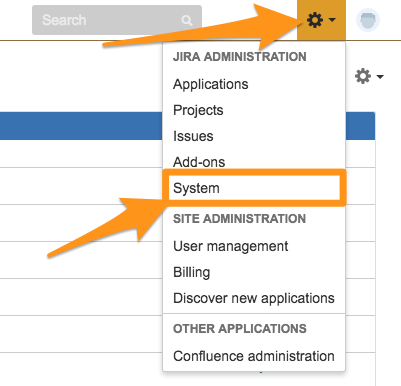 Search
JIRA ADMINISTRATION
Applications
Projects
Issues
Add-ons
System
SITE ADMINISTRATION
User management
Billing
Discover new applications
OTHER APPLICATIONS
Confluence administration